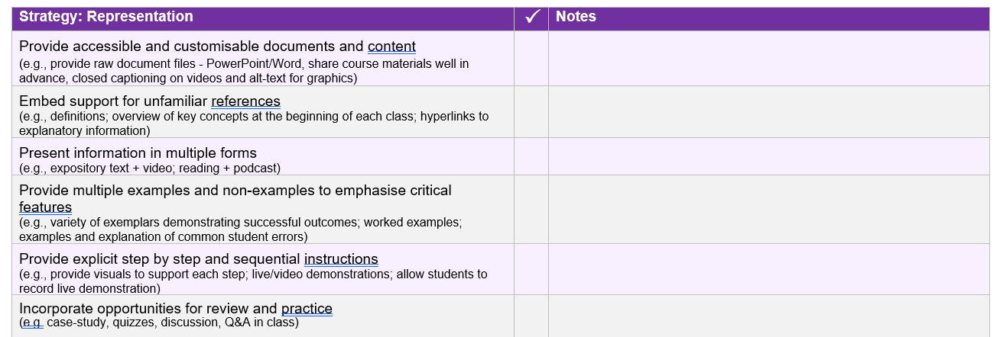 Strategy: Representation ✓ Notes
Provide accessible and customisable documents and content
(e.g., provide raw document files - PowerPoint/Word, share course materials well in
advance, closed captioning on videos and alt-text for graphics)
Embed support for unfamiliar references
(e.g., definitions; overview of key concepts at the beginning of each class; hyperlinks to
explanatory information)
Present information in multiple forms
(e.g., expository text + video; reading + podcast)
Provide multiple examples and non-examples to emphasise critical
features
(e.g., variety of exemplars demonstrating successful outcomes; worked examples;
examples and explanation of common student errors)
Provide explicit step by step and sequential instructions
(e.g., provide visuals to support each step; live/video demonstrations; allow students to
record live demonstration)
Incorporate opportunities for review and practice
(e.g. case-study, quizzes, discussion, Q&A in class)